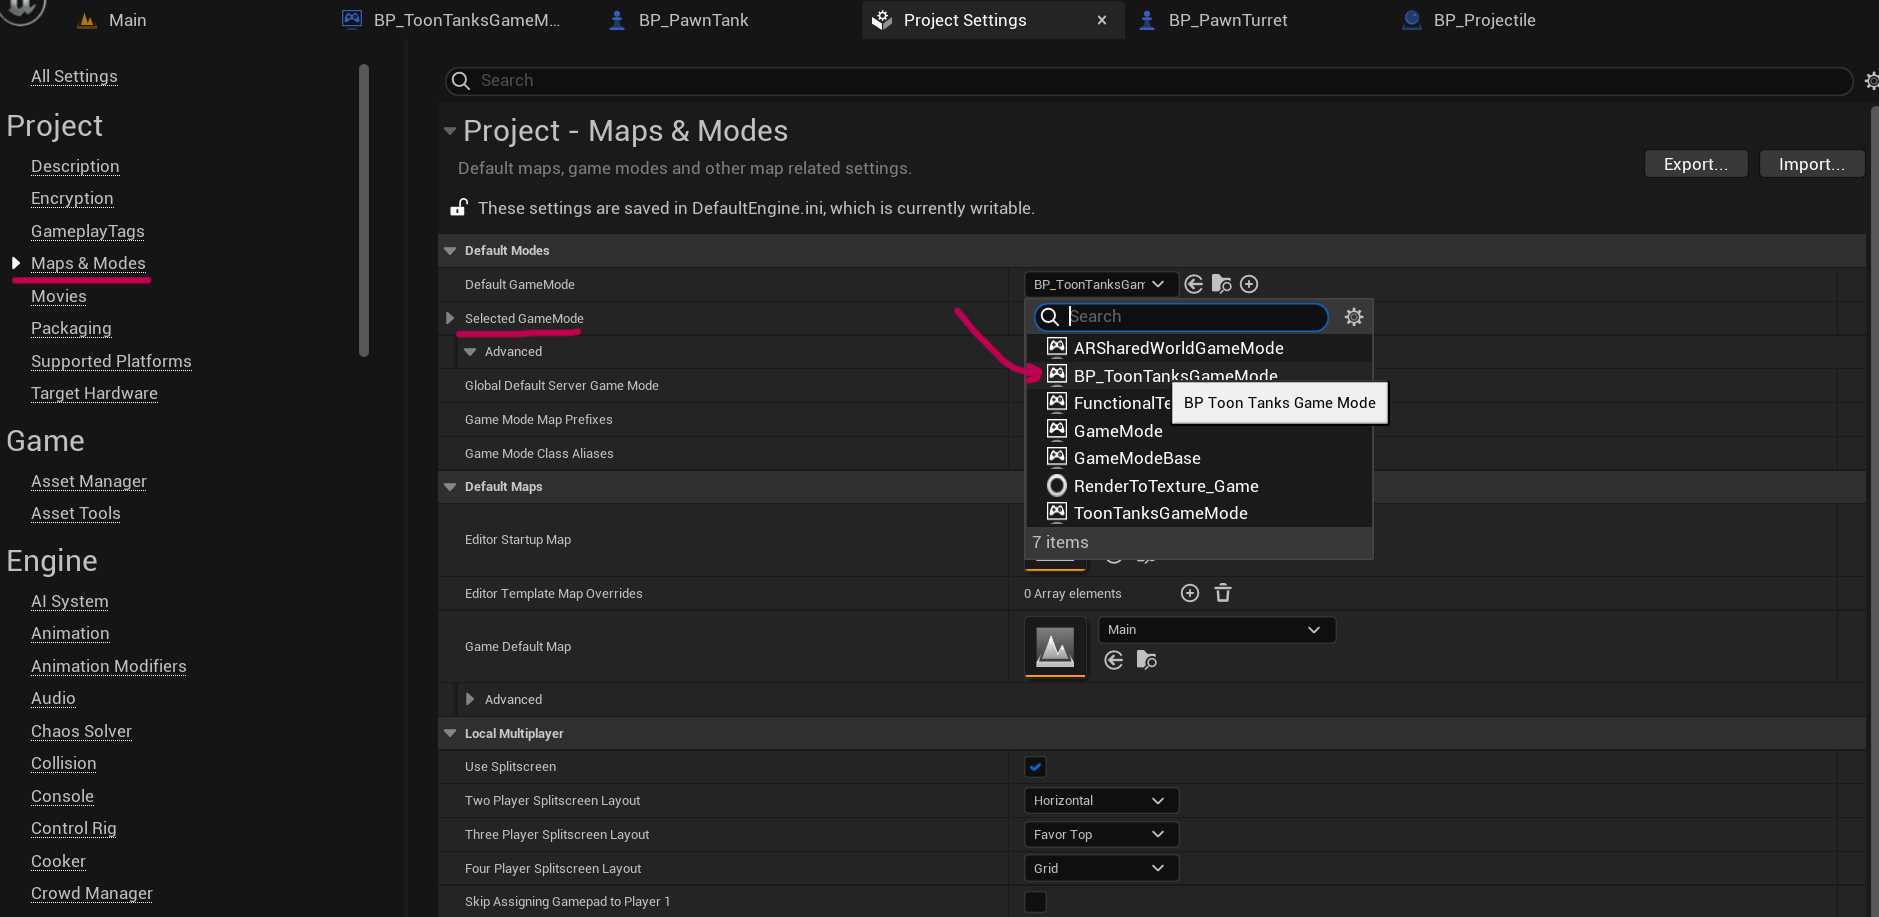 Main
BP_ToonTanksGameM...
BP_PawnTank
Project Settings
BP_PawnTurret
BP_Projectile
All Settings
Project
Description
Encryption
GameplayTags
Maps & Modes
Movies
Packaging
Supported Platforms
Target Hardware
Game
Asset Manager
Asset Tools
Engine
AI System
Animation
Animation Modifiers
Audio
Chaos Solver
Collision
Console
Control Rig
Cooker
Crowd Manager
Search
Project - Maps & Modes
Default maps, game modes and other map related settings.
Export...
Import...
These settings are saved in DefaultEngine.ini, which is currently writable.
Default Modes
Default GameMode
BP_ToonTanksGam
Selected GameMode
Search
Advanced
ARSharedWorldGameMode
BP_ToonTanksGameMode
BP Toon Tanks Game Mode
FunctionalTe
GameMode
GameModeBase
RenderToTexture_Game
ToonTanksGameMode
7 items
Global Default Server Game Mode
Game Mode Map Prefixes
Game Mode Class Aliases
Default Maps
Editor Startup Map
Editor Template Map Overrides
0 Array elements
Game Default Map
Main
Advanced
Local Multiplayer
Use Splitscreen
Two Player Splitscreen Layout
Horizontal
Three Player Splitscreen Layout
Favor Top
Four Player Splitscreen Layout
Grid
Skip Assigning Gamepad to Player 1